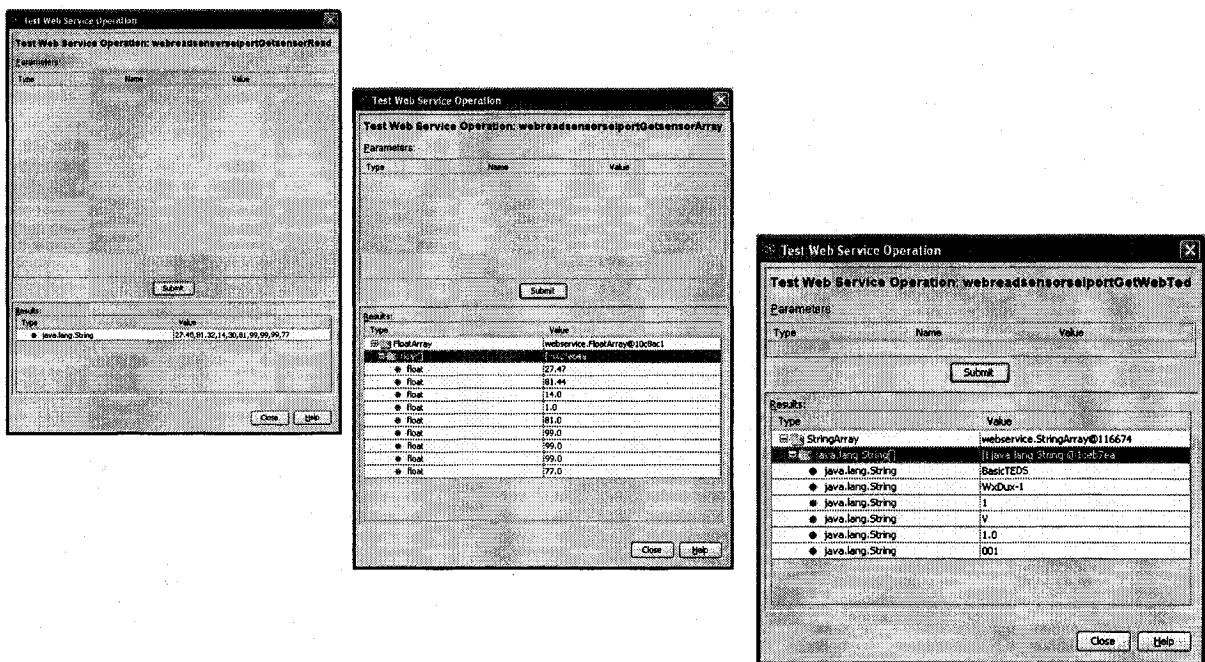 Test Web Service Operation
Test Web Service Operation: webreadsensorseiportGetsensorRead
Parameters:
Type Name Value
Submit
Results:
Type Value
java.lang.String 27.46,81.32,14,30,81,99,99,99,77
Close Help
Test Web Service Operation
Test Web Service Operation: webreadsensorseiportGetsensorArray
Parameters:
Type Name Value
Submit
Results:
Type Value
FloatArray webservice.FloatArray@10c8ac1
float[]
float 27.47
float 81.44
float 14.0
float 1.0
float 81.0
float 99.0
float 99.0
float 99.0
float 77.0
Close Help
Test Web Service Operation
Test Web Service Operation: webreadsensorseiportGetWebTed
Parameters
Type Name Value
Submit
Results:
Type Value
StringArray webservice.StringArray@116674
java.lang.String[] [Ljava.lang.String;@1ceb7ea
java.lang.String BasicTEDS
java.lang.String WxDux-1
java.lang.String 1
java.lang.String V
java.lang.String 1.0
java.lang.String 001
Close Help